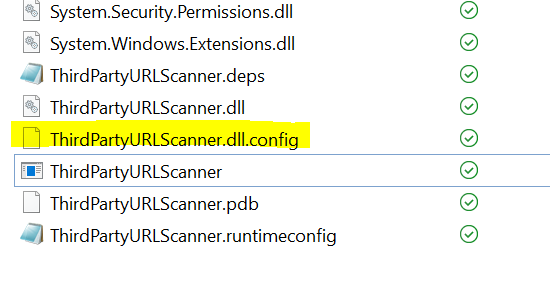 System.Security.Permissions.dll
System.Windows.Extensions.dll
ThirdPartyURLScanner.deps
ThirdPartyURLScanner.dll
ThirdPartyURLScanner.dll.config
ThirdPartyURLScanner
ThirdPartyURLScanner.pdb
ThirdPartyURLScanner.runtimeconfig